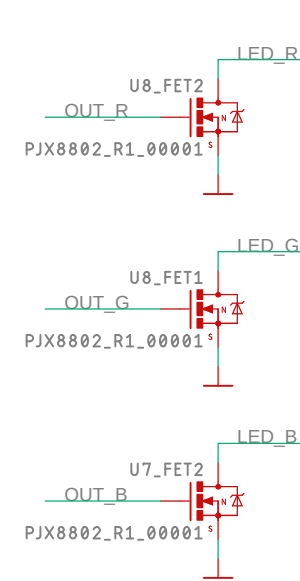 LED_R
U8_FET2
OUT_R
N
PJX8802_R1_00001
S
LED_G
U8_FET1
OUT_G
N
PJX8802_R1_00001
S
LED_B
U7_FET2
OUT_B
N
PJX8802_R1_00001
S